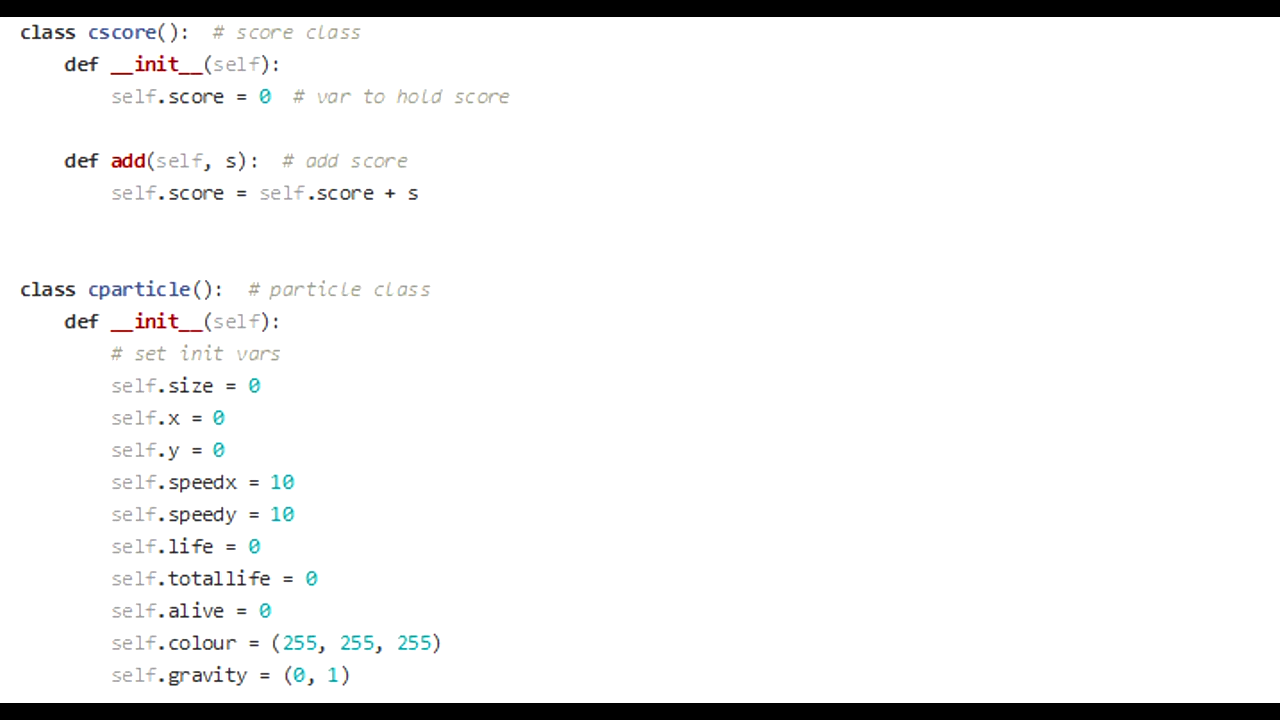 class cscore():  # score class
    def __init__(self):
        self.score = 0  # var to hold score

    def add(self, s):  # add score
        self.score = self.score + s


class cparticle():  # particle class
    def __init__(self):
        # set init vars
        self.size = 0
        self.x = 0
        self.y = 0
        self.speedx = 10
        self.speedy = 10
        self.life = 0
        self.totallife = 0
        self.alive = 0
        self.colour = (255, 255, 255)
        self.gravity = (0, 1)